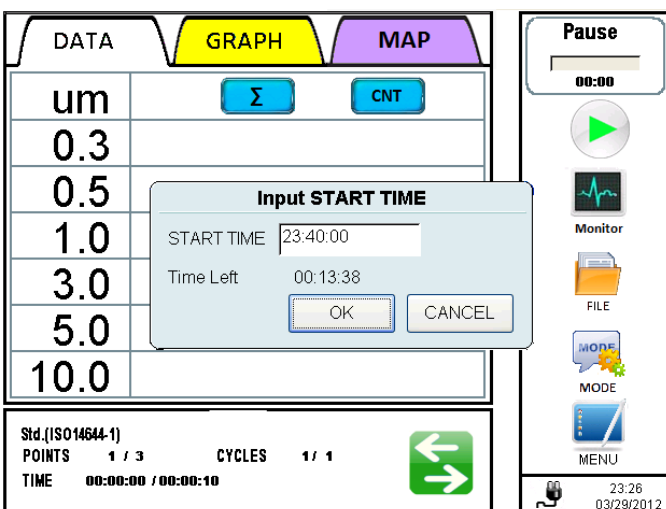 DATA GRAPH MAP
um Σ CNT
0.3
0.5
1.0
3.0
5.0
10.0
Input START TIME
START TIME 23:40:00
Time Left 00:13:38
OK CANCEL
Std.(ISO14644-1)
POINTS 1 / 3 CYCLES 1/ 1
TIME 00:00:00 / 00:00:10
Pause
00:00
Monitor
FILE
MODE
MODE
MENU
23:26
03/29/2012